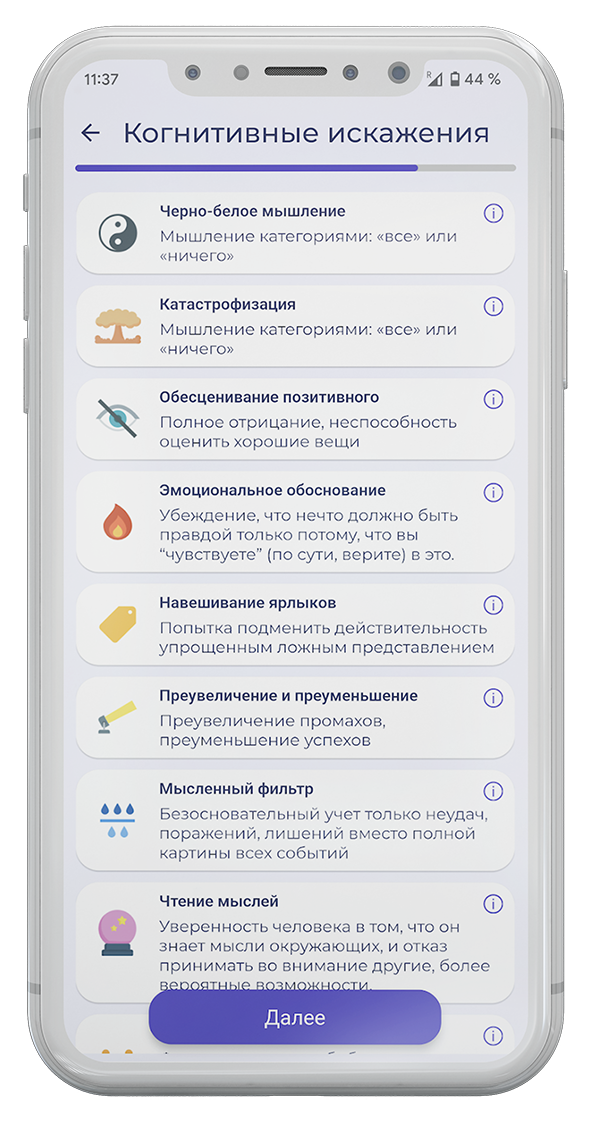 11:37
R
44 %
Когнитивные искажения
Черно-белое мышление
Мышление категориями: «все» или
«ничего»
Катастрофизация
Мышление категориями: «все» или
«ничего»
Обесценивание позитивного
Полное отрицание, неспособность
оценить хорошие вещи
Эмоциональное обоснование
Убеждение, что нечто должно быть
правдой только потому, что вы
“чувствуете” (по сути, верите) в это.
Навешивание ярлыков
Попытка подменить действительность
упрощенным ложным представлением
Преувеличение и преуменьшение
Преувеличение промахов,
преуменьшение успехов
Мысленный фильтр
Безосновательный учет только неудач,
поражений, лишений вместо полной
картины всех событий
Чтение мыслей
Уверенность человека в том, что он
знает мысли окружающих, и отказ
принимать во внимание другие, более
вероятные возможности.
Далее